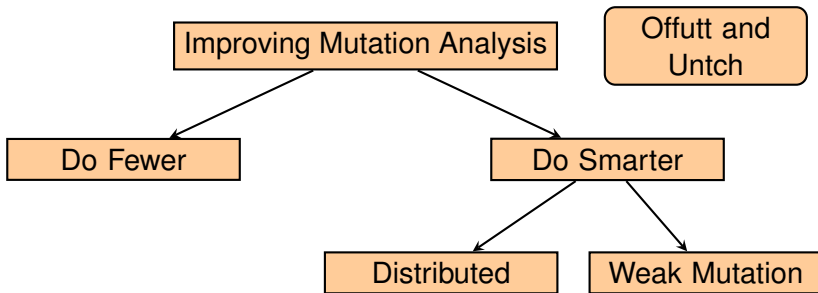 Improving Mutation Analysis
Offutt and
Untch
Do Fewer
Do Smarter
Distributed
Weak Mutation